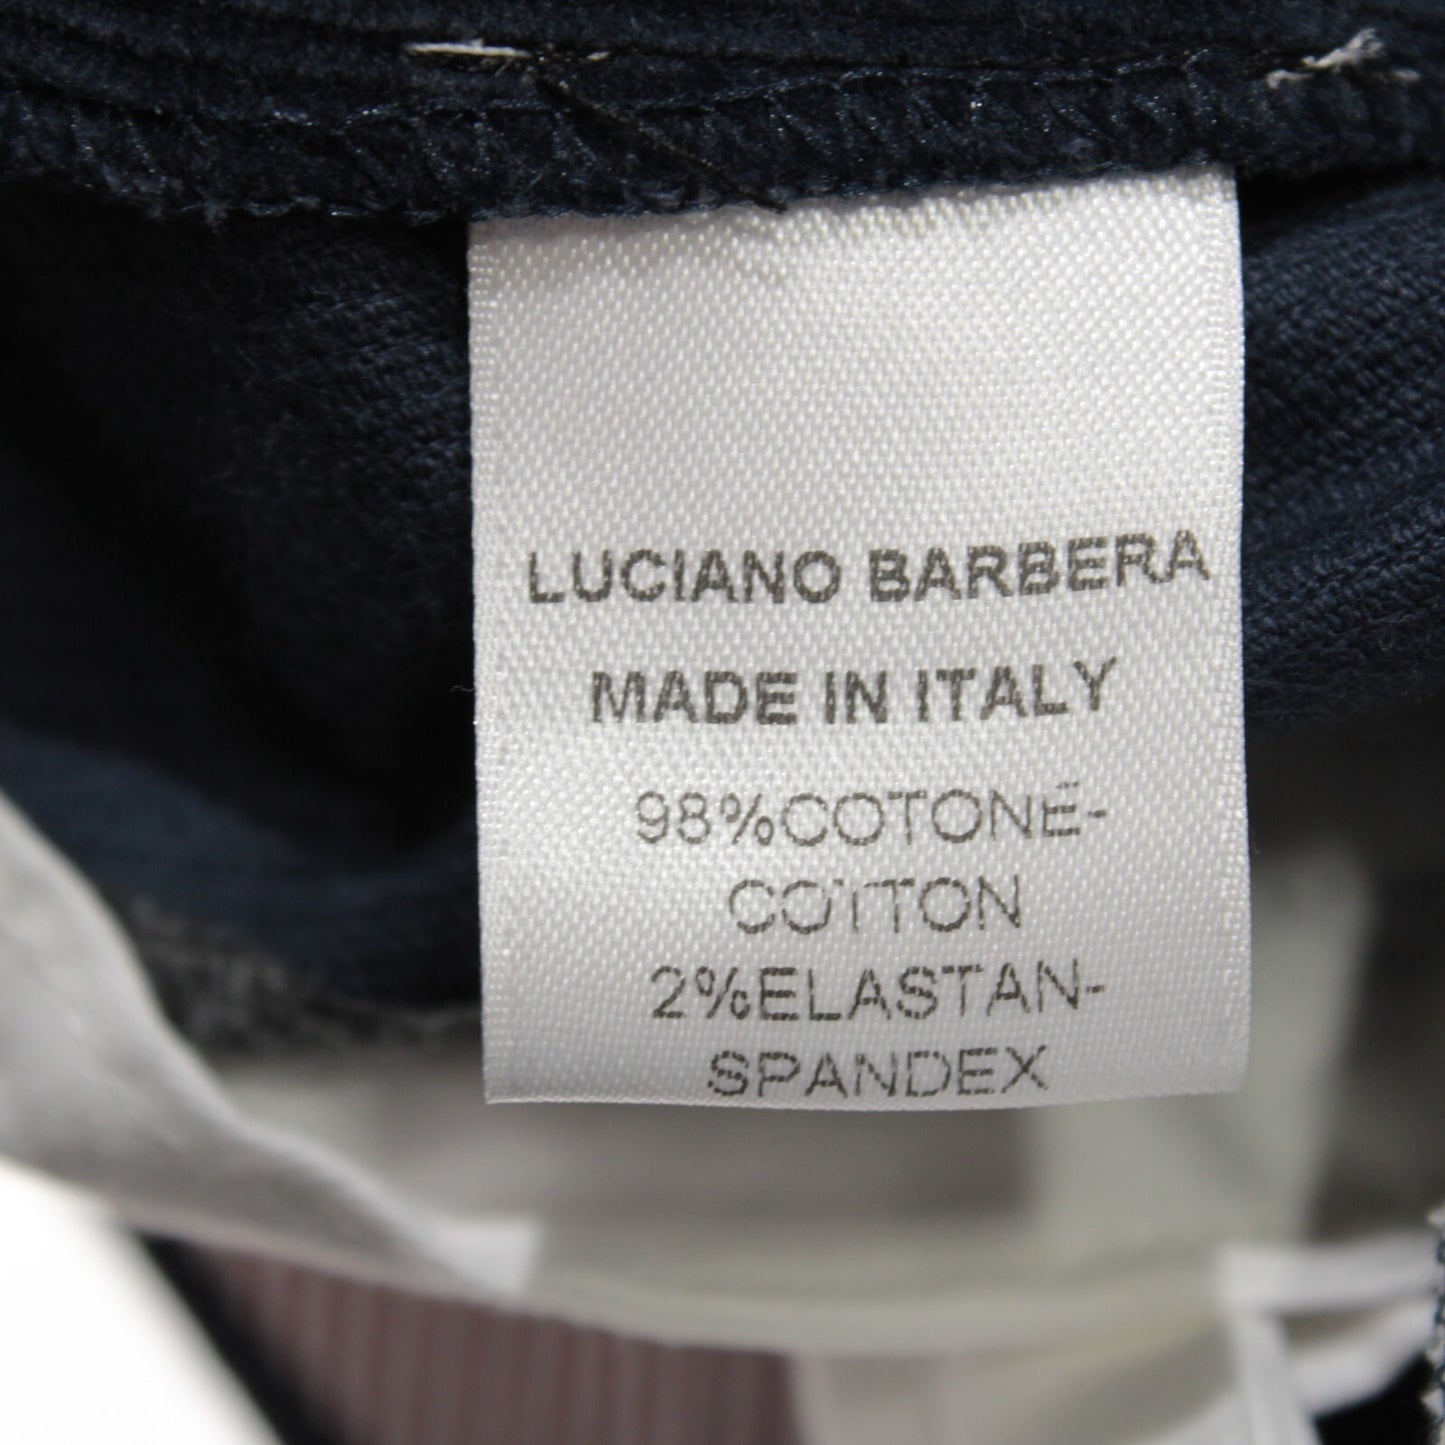 LUCIANO BARBERA
MADE IN ITALY
98%COTONE-
COTTON
2%ELASTAN-
SPANDEX